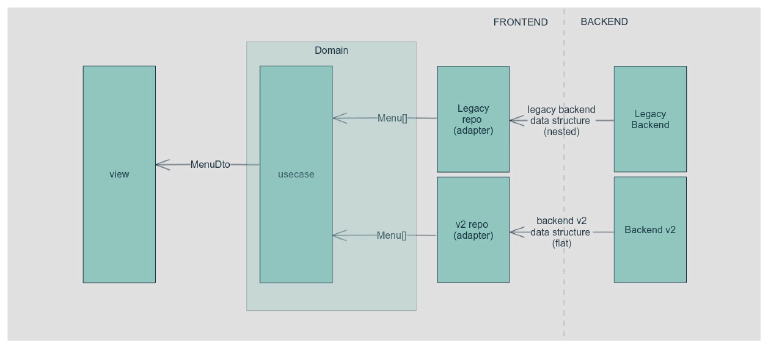 FRONTEND
BACKEND
Domain
view
MenuDto
usecase
Menu[]
Legacy
repo
(adapter)
legacy backend
data structure
(nested)
Legacy
Backend
Menu[]
v2 repo
(adapter)
backend v2
data structure
(flat)
Backend v2